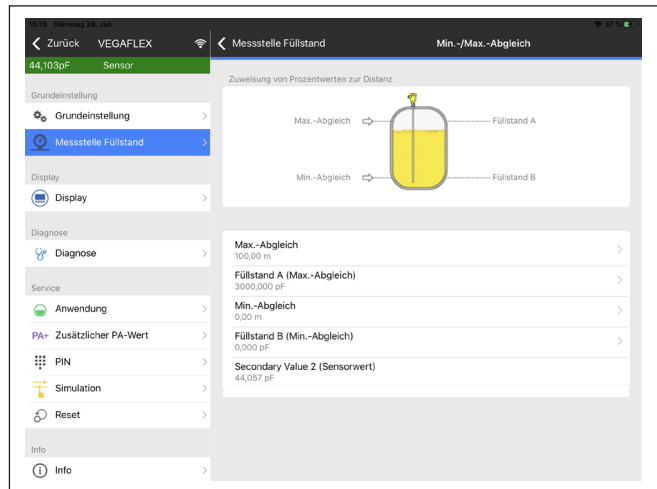 15:15 Dienstag 28. Juli
37 %
Zurück VEGAFLEX
Messstelle Füllstand
Min.-/Max.-Abgleich
44,103pF Sensor
Grundeinstellung
Grundeinstellung
Messstelle Füllstand
Display
Display
Diagnose
Diagnose
Service
Anwendung
PA+ Zusätzlicher PA-Wert
PIN
Simulation
Reset
Info
Info
Zuweisung von Prozentwerten zur Distanz
Max.-Abgleich
Füllstand A
Min.-Abgleich
Füllstand B
Max.-Abgleich
100,00 m
Füllstand A (Max.-Abgleich)
3000,000 pF
Min.-Abgleich
0,00 m
Füllstand B (Min.-Abgleich)
0,000 pF
Secondary Value 2 (Sensorwert)
44,057 pF